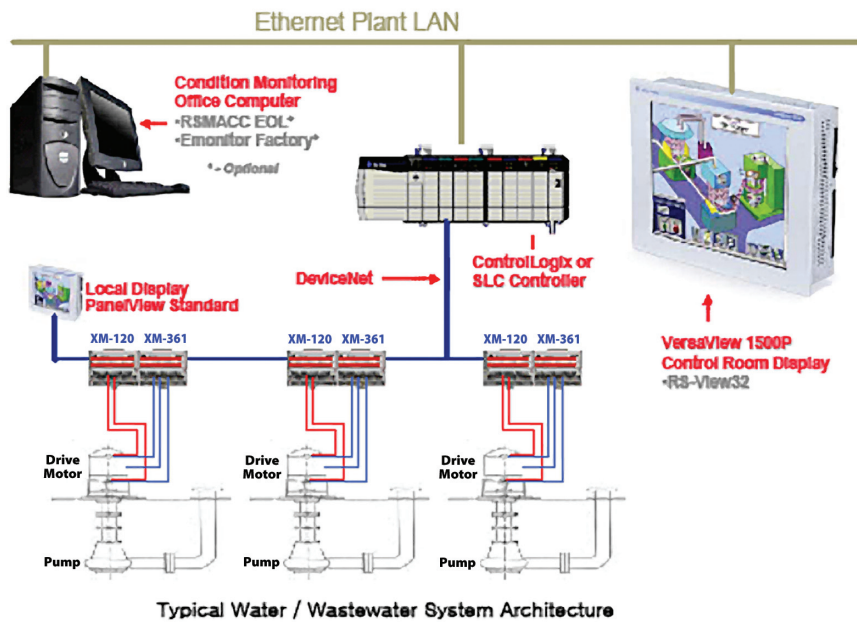 Ethernet Plant LAN
Condition Monitoring
Office Computer
•RSMACC EOL*
•Emonitor Factory*
* - Optional
ControlLogix or
SLC Controller
DeviceNet
Local Display
PanelView Standard
VersaView 1500P
Control Room Display
•RS-View32
XM-120 XM-361
XM-120 XM-361
XM-120 XM-361
Drive
Motor
Drive
Motor
Drive
Motor
Pump
Pump
Pump
Typical Water / Wastewater System Architecture